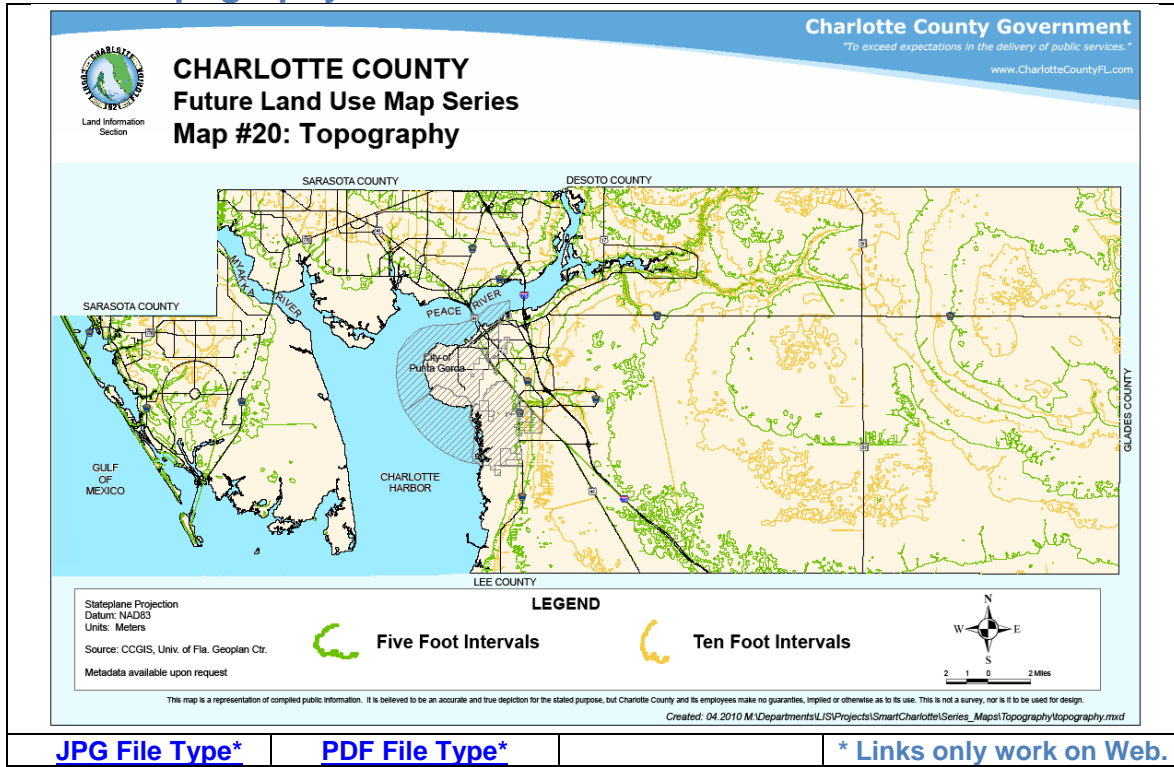 Charlotte County Government
"To exceed expectations in the delivery of public services."
www.CharlotteCountyFL.com
CHARLOTTE COUNTY
Land Information
Section
CHARLOTTE COUNTY
Future Land Use Map Series
Map #20: Topography
SARASOTA COUNTY
DESOTO COUNTY
MYAKKA RIVER
SARASOTA COUNTY
PEACE RIVER
City of
Punta Gorda
GLADES COUNTY
GULF
OF
MEXICO
CHARLOTTE
HARBOR
LEE COUNTY
Stateplane Projection
Datum: NAD83
Units: Meters
Source: CCGIS, Univ. of Fla. Geoplan Ctr.
Metadata available upon request
LEGEND
Five Foot Intervals
Ten Foot Intervals
N
W E
S
2 1 0 2 Miles
This map is a representation of compiled public information. It is believed to be an accurate and true depiction for the stated purpose, but Charlotte County and its employees make no guaranties, implied or otherwise as to its use. This is not a survey, nor is it to be used for design.
Created: 04.2010 M:\Departments\LIS\Projects\SmartCharlotte\Series_Maps\Topography\topography.mxd
JPG File Type* PDF File Type* * Links only work on Web.